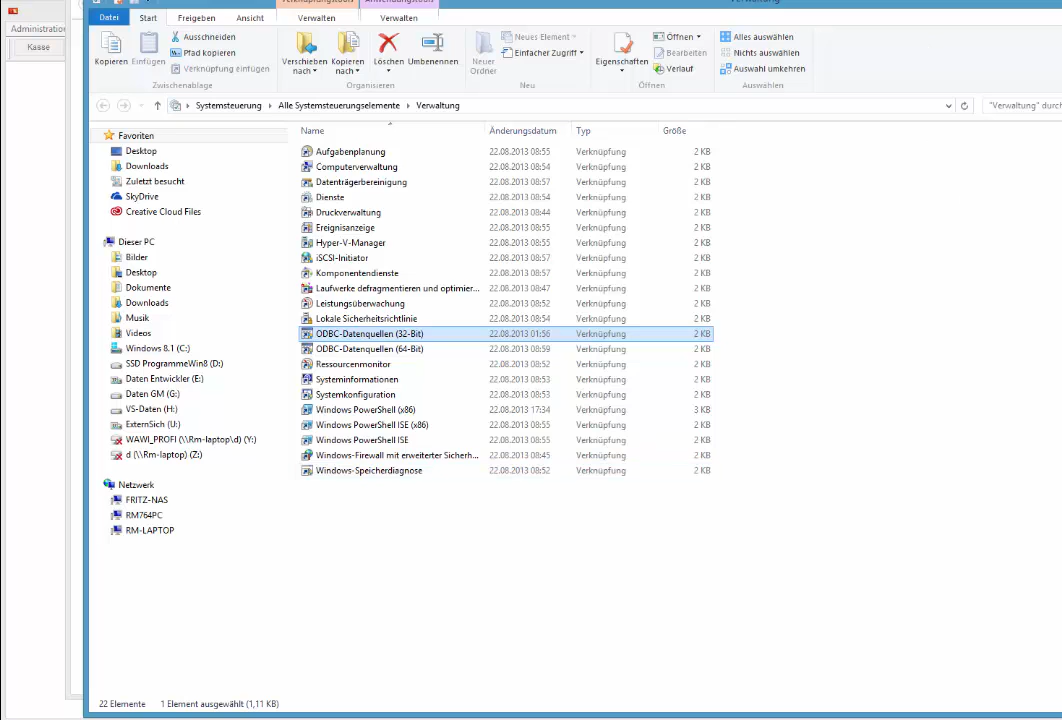 Verknüpfungstools
Anwendungstools
Verwaltung
Administration
Kasse
Datei
Start
Freigeben
Ansicht
Verwalten
Verwalten
Kopieren
Einfügen
Ausschneiden
Pfad kopieren
Verknüpfung einfügen
Zwischenablage
Verschieben nach
Kopieren nach
Löschen
Umbenennen
Organisieren
Neuer Ordner
Neues Element
Einfacher Zugriff
Neu
Eigenschaften
Öffnen
Bearbeiten
Verlauf
Öffnen
Alles auswählen
Nichts auswählen
Auswahl umkehren
Auswählen
Systemsteuerung
Alle Systemsteuerungselemente
Verwaltung
"Verwaltung" durch
Favoriten
Desktop
Downloads
Zuletzt besucht
SkyDrive
Creative Cloud Files
Dieser PC
Bilder
Desktop
Dokumente
Downloads
Musik
Videos
Windows 8.1 (C:)
SSD ProgrammeWin8 (D:)
Daten Entwickler (E:)
Daten GM (G:)
VS-Daten (H:)
ExternSich (U:)
WAWI_PROFI (\\Rm-laptop\d) (Y:)
d (\\Rm-laptop) (Z:)
Netzwerk
FRITZ-NAS
RM764PC
RM-LAPTOP
Name Änderungsdatum Typ Größe
Aufgabenplanung 22.08.2013 08:55 Verknüpfung 2 KB
Computerverwaltung 22.08.2013 08:54 Verknüpfung 2 KB
Datenträgerbereinigung 22.08.2013 08:57 Verknüpfung 2 KB
Dienste 22.08.2013 08:54 Verknüpfung 2 KB
Druckverwaltung 22.08.2013 08:44 Verknüpfung 2 KB
Ereignisanzeige 22.08.2013 08:55 Verknüpfung 2 KB
Hyper-V-Manager 22.08.2013 08:55 Verknüpfung 2 KB
iSCSI-Initiator 22.08.2013 08:57 Verknüpfung 2 KB
Komponentendienste 22.08.2013 08:57 Verknüpfung 2 KB
Laufwerke defragmentieren und optimier... 22.08.2013 08:47 Verknüpfung 2 KB
Leistungsüberwachung 22.08.2013 08:52 Verknüpfung 2 KB
Lokale Sicherheitsrichtlinie 22.08.2013 08:54 Verknüpfung 2 KB
ODBC-Datenquellen (32-Bit) 22.08.2013 01:56 Verknüpfung 2 KB
ODBC-Datenquellen (64-Bit) 22.08.2013 08:59 Verknüpfung 2 KB
Ressourcenmonitor 22.08.2013 08:52 Verknüpfung 2 KB
Systeminformationen 22.08.2013 08:53 Verknüpfung 2 KB
Systemkonfiguration 22.08.2013 08:53 Verknüpfung 2 KB
Windows PowerShell (x86) 22.08.2013 17:34 Verknüpfung 3 KB
Windows PowerShell ISE (x86) 22.08.2013 08:55 Verknüpfung 2 KB
Windows PowerShell ISE 22.08.2013 08:55 Verknüpfung 2 KB
Windows-Firewall mit erweiterter Sicherh... 22.08.2013 08:45 Verknüpfung 2 KB
Windows-Speicherdiagnose 22.08.2013 08:52 Verknüpfung 2 KB
22 Elemente 1 Element ausgewählt (1,11 KB)